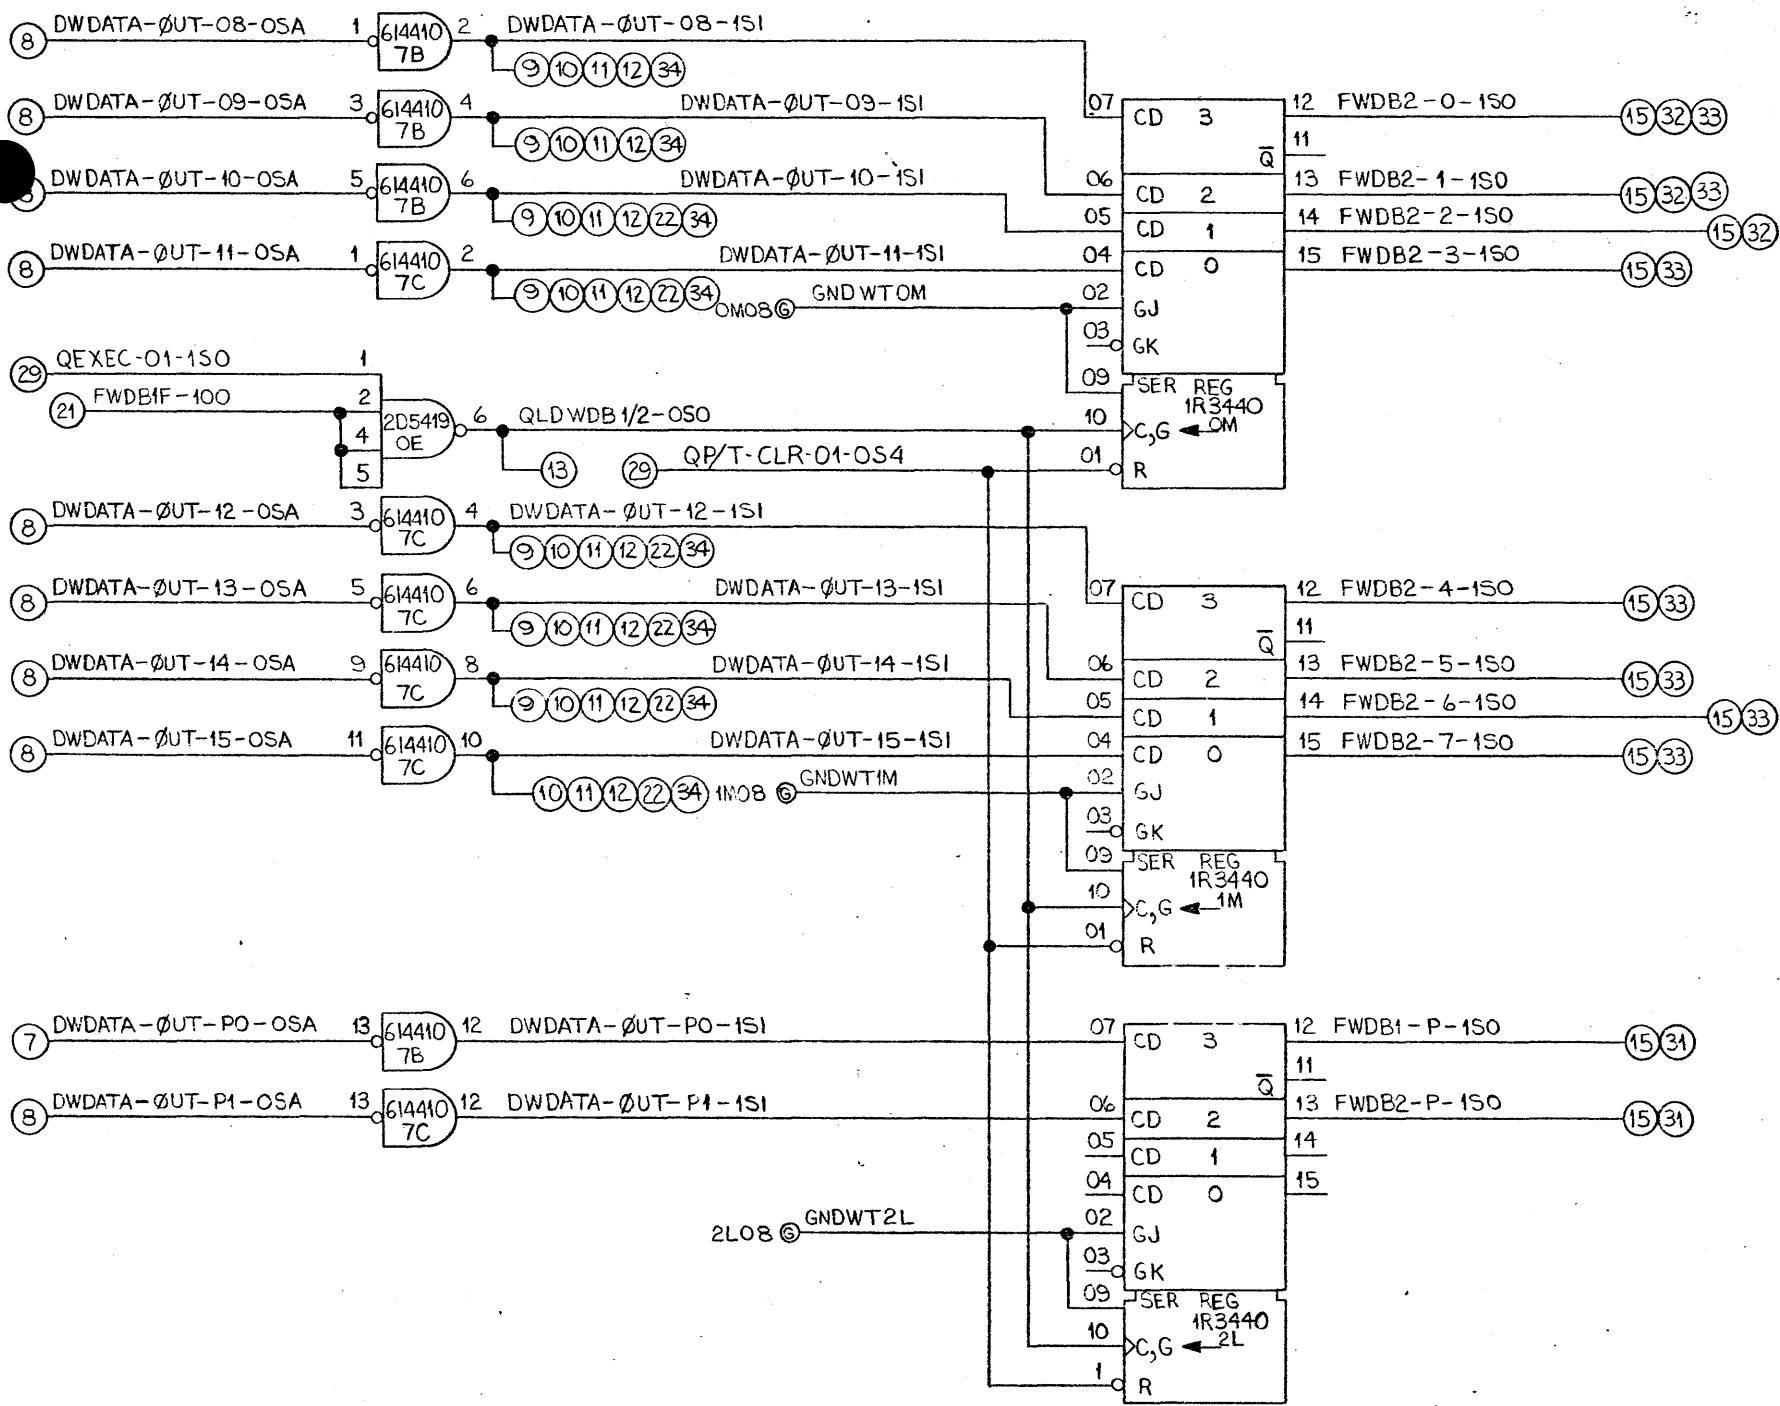 8 DWDATA-ØUT-08-0SA 1 614410 7B 2 DWDATA-ØUT-08-1SI
9 10 11 12 34
8 DWDATA-ØUT-09-0SA 3 614410 7B 4 DWDATA-ØUT-09-1SI
9 10 11 12 34
DWDATA-ØUT-10-0SA 5 614410 7B 6 DWDATA-ØUT-10-1SI
9 10 11 12 22 34
8 DWDATA-ØUT-11-0SA 1 614410 7C 2 DWDATA-ØUT-11-1SI
9 10 11 12 22 34
0M08 G GNDWT0M
07 CD 3 12 FWDB2-0-1S0 15 32 33
Q 11
06 CD 2 13 FWDB2-1-1S0 15 32 33
05 CD 1 14 FWDB2-2-1S0 15 32
04 CD 0 15 FWDB2-3-1S0 15 33
02 GJ
03 GK
09 SER REG
1R3440
10 C,G 0M
01 R
29 QEXEC-01-1S0 1
21 FWDB1F-100 2
4
5
2D5419 0E 6 QLDWDB1/2-0S0
13
29 QP/T-CLR-01-0S4
8 DWDATA-ØUT-12-0SA 3 614410 7C 4 DWDATA-ØUT-12-1SI
9 10 11 12 22 34
8 DWDATA-ØUT-13-0SA 5 614410 7C 6 DWDATA-ØUT-13-1SI
9 10 11 12 22 34
8 DWDATA-ØUT-14-0SA 9 614410 7C 8 DWDATA-ØUT-14-1SI
9 10 11 12 22 34
8 DWDATA-ØUT-15-0SA 11 614410 7C 10 DWDATA-ØUT-15-1SI
10 11 12 22 34
1M08 G GNDWT1M
07 CD 3 12 FWDB2-4-1S0 15 33
Q 11
06 CD 2 13 FWDB2-5-1S0 15 33
05 CD 1 14 FWDB2-6-1S0 15 33
04 CD 0 15 FWDB2-7-1S0 15 33
02 GJ
03 GK
09 SER REG
1R3440
10 C,G 1M
01 R
7 DWDATA-ØUT-P0-0SA 13 614410 7B 12 DWDATA-ØUT-P0-1SI
8 DWDATA-ØUT-P1-0SA 13 614410 7C 12 DWDATA-ØUT-P1-1SI
07 CD 3 12 FWDB1-P-1S0 15 31
Q 11
06 CD 2 13 FWDB2-P-1S0 15 31
05 CD 1 14
04 CD 0 15
2L08 G GNDWT2L
02 GJ
03 GK
09 SER REG
1R3440
10 C,G 2L
1 R